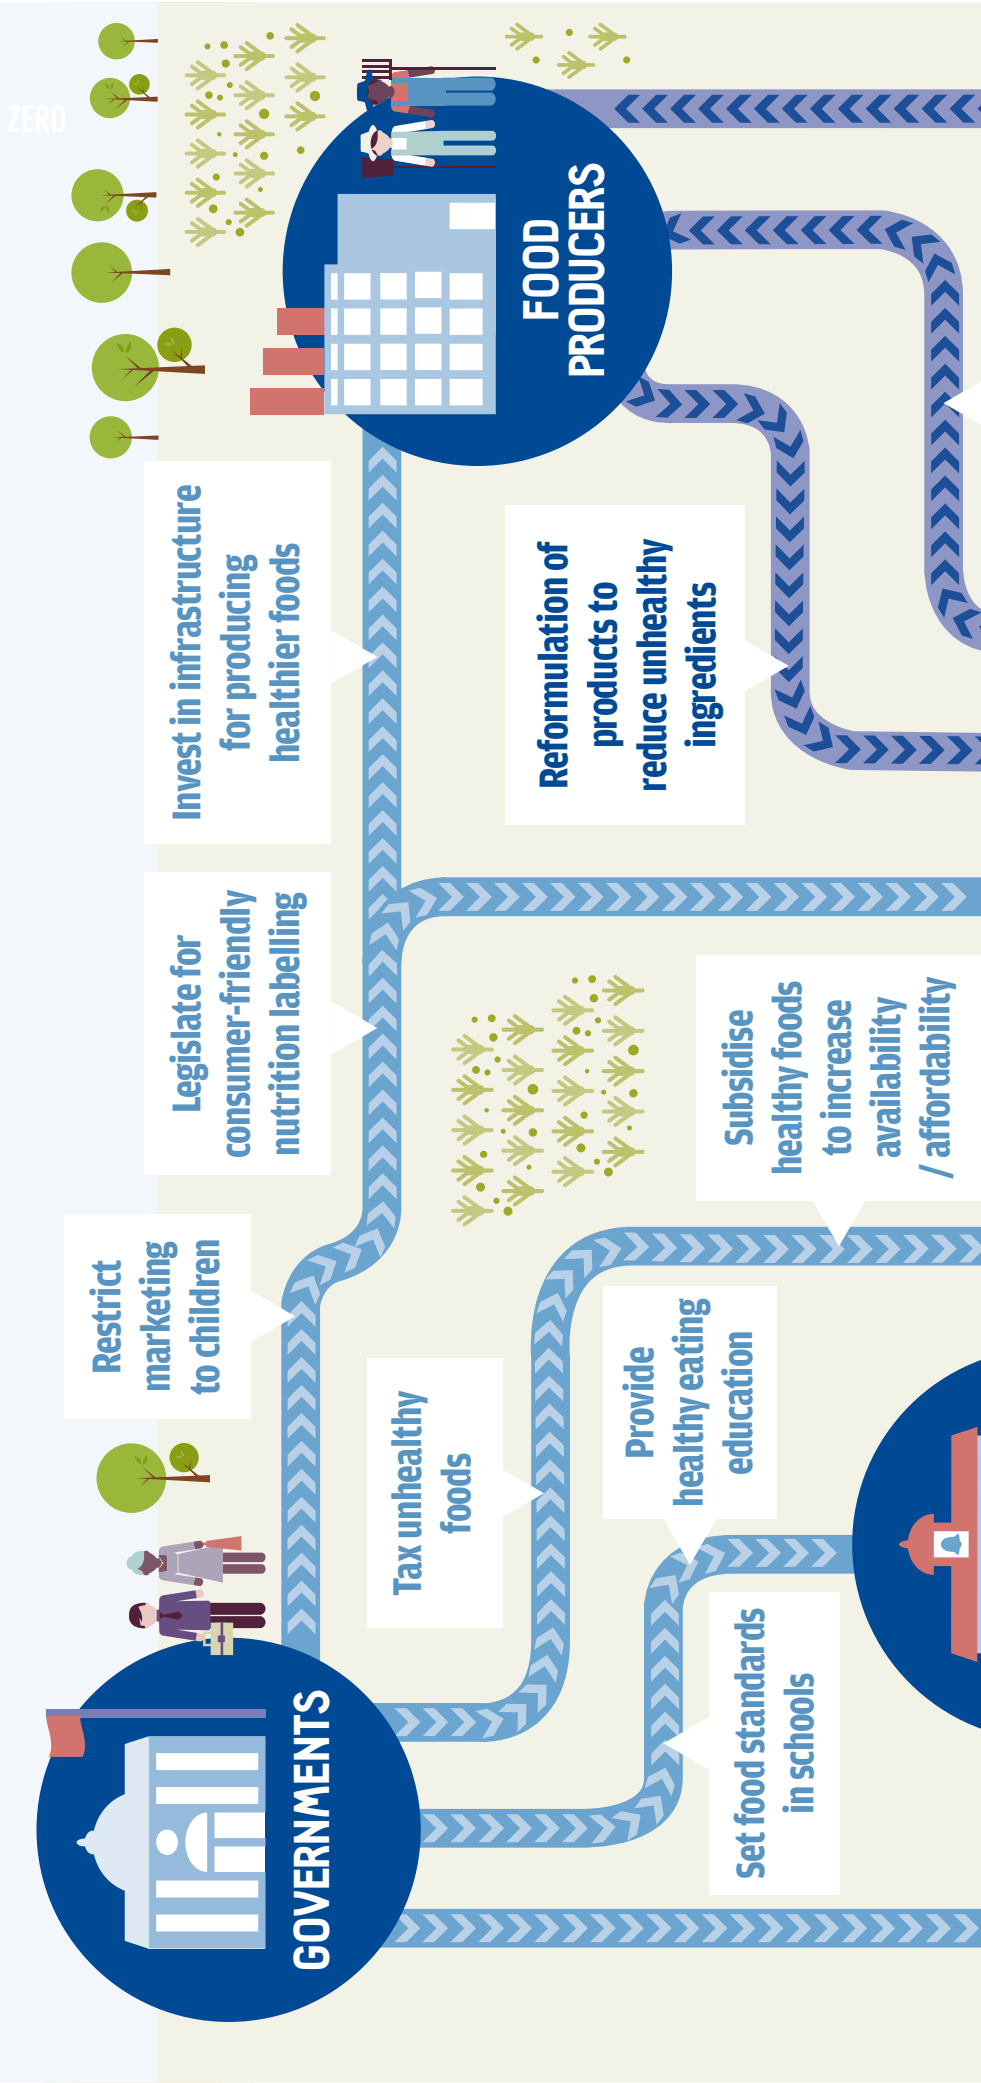 ZERO
GOVERNMENTS
Restrict
marketing
to children
Legislate for
consumer-friendly
nutrition labelling
Invest in infrastructure
for producing
healthier foods
FOOD
PRODUCERS
Tax unhealthy
foods
Reformulation of
products to
reduce unhealthy
ingredients
Provide
healthy eating
education
Subsidise
healthy foods
to increase
availability
/ affordability
Set food standards
in schools